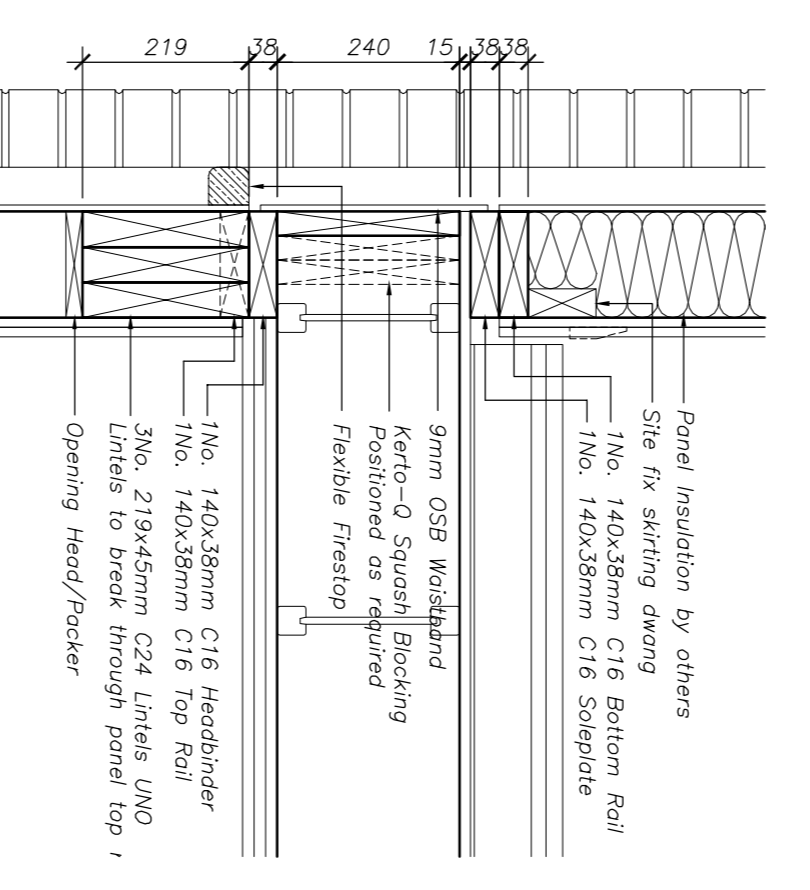 219
38
240
15
38
38
Panel Insulation by others
Site fix skirting dwang
1No. 140x38mm C16 Bottom Rail
1No. 140x38mm C16 Soleplate
9mm OSB Waistband
Kerto-Q Squash Blocking
Positioned as required
Flexible Firestop
1No. 140x38mm C16 Headbinder
1No. 140x38mm C16 Top Rail
3No. 219x45mm C24 Lintels UNO
Lintels to break through panel top
Opening Head/Packer